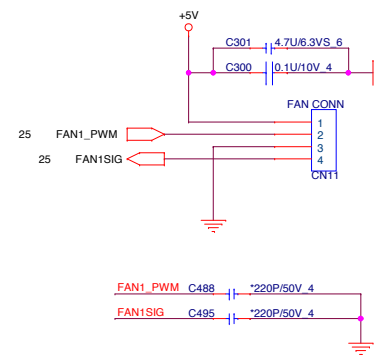 +5V
C301 4.7U/6.3VS_6
C300 0.1U/10V_4
FAN CONN
1
25 FAN1_PWM 2
3
25 FAN1SIG 4
CN11
FAN1_PWM C488 *220P/50V_4
FAN1SIG C495 *220P/50V_4